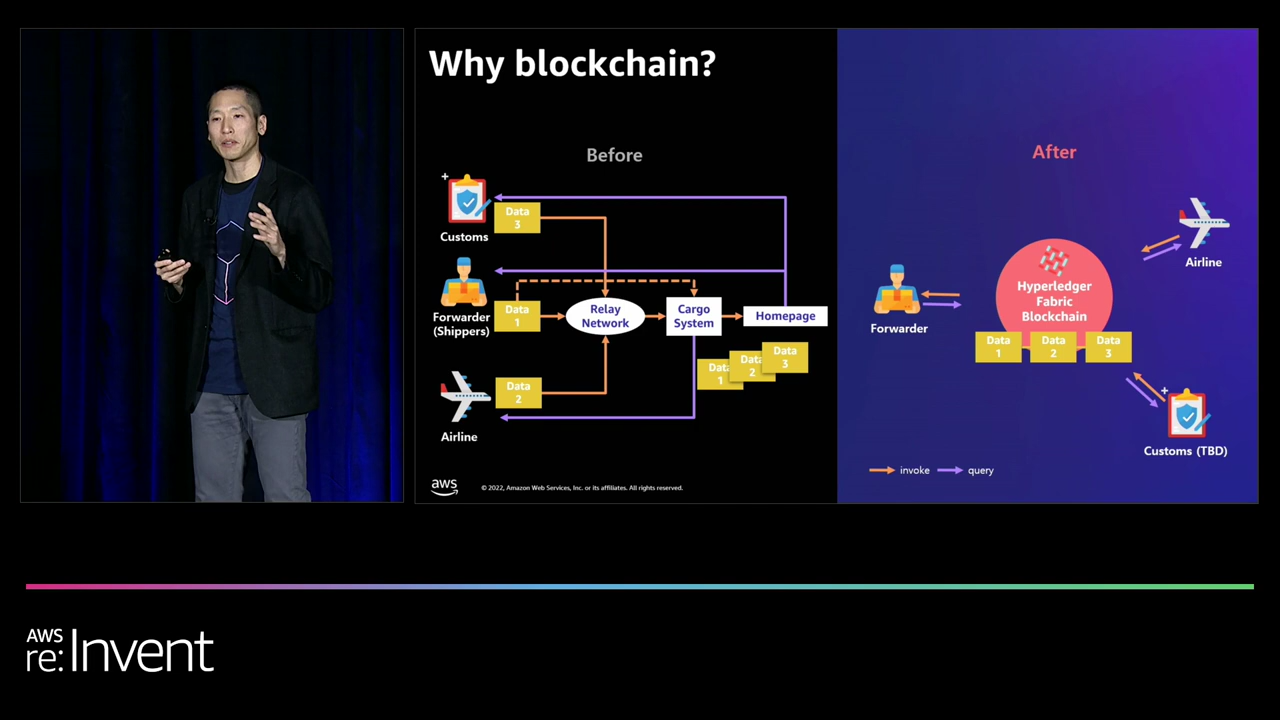 Why blockchain?
Before
Customs
Data
3
Forwarder
(Shippers)
Data
1
Relay
Network
Cargo
System
Homepage
Data
1
Data
2
Data
3
Airline
Data
2
aws
© 2022, Amazon Web Services, Inc. or its affiliates. All rights reserved.
After
Airline
Forwarder
Hyperledger
Fabric
Blockchain
Data
1
Data
2
Data
3
Customs (TBD)
invoke
query
AWS
re:Invent